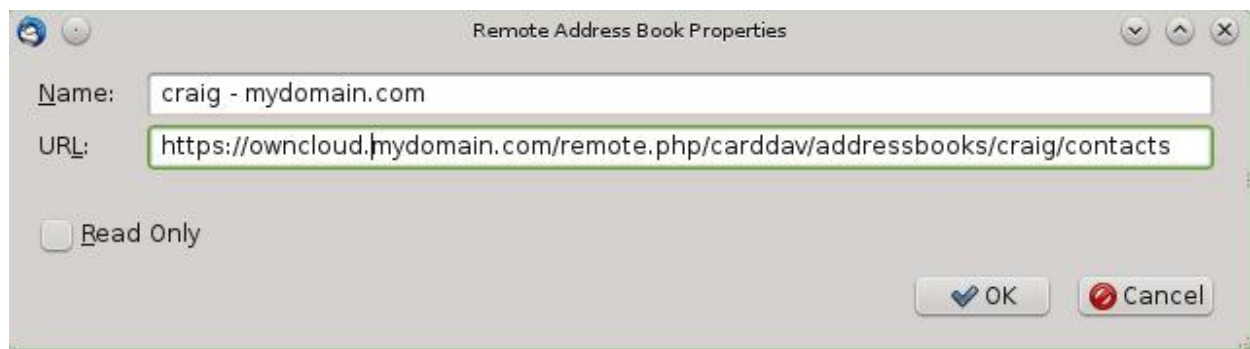 Remote Address Book Properties
Name: craig - mydomain.com
URL: https://owncloud.mydomain.com/remote.php/carddav/addressbooks/craig/contacts
Read Only
OK Cancel